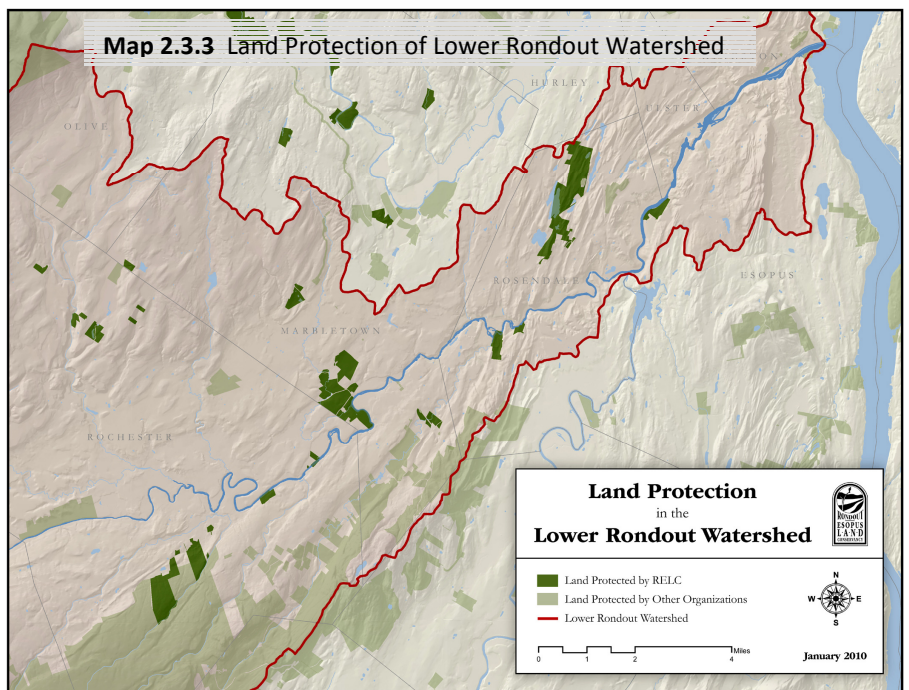 Map 2.3.3 Land Protection of Lower Rondout Watershed
HURLEY
ULSTER
OLIVE
ROSENDALE
ESOPUS
MARBLETOWN
ROCHESTER
Land Protection
in the
Lower Rondout Watershed
RONDOUT
ESOPUS
LAND
CONSERVANCY
Land Protected by RELC
Land Protected by Other Organizations
Lower Rondout Watershed
N
W E
S
Miles
0 1 2 4
January 2010